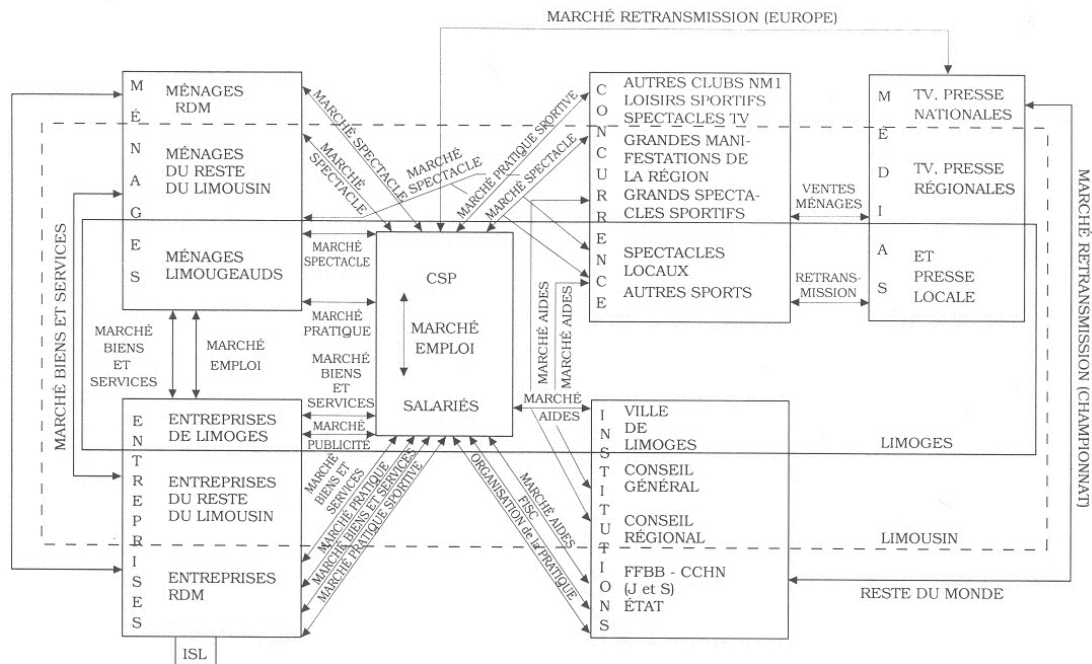 MARCHÉ RETRANSMISSION (EUROPE)
MÉNAGES
MÉNAGES
RDM
MÉNAGES
DU RESTE
DU LIMOUSIN
MÉNAGES
LIMOUGEAUDS
MARCHÉ SPECTACLE
MARCHÉ
SPECTACLE
MARCHÉ
SPECTACLE
MARCHÉ PRATIQUE SPORTIVE
MARCHÉ SPECTACLE
CONCURRENCE
AUTRES CLUBS NM1
LOISIRS SPORTIFS
SPECTACLES TV
GRANDES MANI-
FESTATIONS DE
LA RÉGION
GRANDS SPECTA-
CLES SPORTIFS
SPECTACLES
LOCAUX
AUTRES SPORTS
VENTES
MÉNAGES
RETRANS-
MISSION
MÉDIAS
TV, PRESSE
NATIONALES
TV, PRESSE
RÉGIONALES
ET
PRESSE
LOCALE
MARCHÉ RETRANSMISSION (CHAMPIONNAT)
MARCHÉ BIENS ET SERVICES
MARCHÉ
SPECTACLE
MARCHÉ
PRATIQUE
CSP
MARCHÉ
EMPLOI
SALARIÉS
MARCHÉ
BIENS
ET
SERVICES
MARCHÉ
EMPLOI
MARCHÉ
BIENS
ET
SERVICES
MARCHÉ
PUBLICITÉ
MARCHÉ AIDES
MARCHÉ AIDES
MARCHÉ
AIDES
ENTREPRISES
ENTREPRISES
DE LIMOGES
ENTREPRISES
DU RESTE
DU LIMOUSIN
ENTREPRISES
RDM
ISL
MARCHÉ
BIENS ET
SERVICES
MARCHÉ PRATIQUE
MARCHÉ BIENS ET SERVICES
MARCHÉ PRATIQUE SPORTIVE
MARCHÉ AIDES
FISC
ORGANISATION de la PRATIQUE
INSTITUTIONS
VILLE
DE
LIMOGES
CONSEIL
GÉNÉRAL
CONSEIL
RÉGIONAL
FFBB - CCHN
(J et S)
ÉTAT
LIMOGES
LIMOUSIN
RESTE DU MONDE